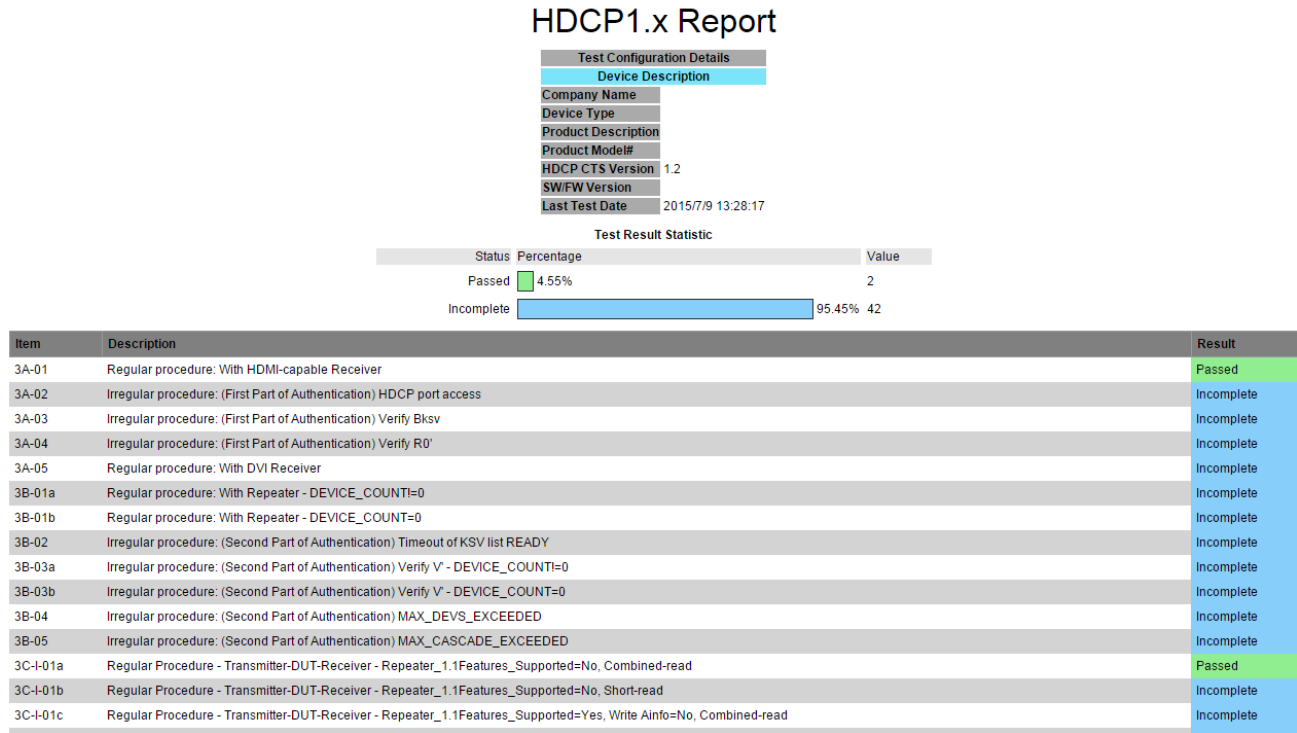 HDCP1.x Report
Test Configuration Details
Device Description
Company Name
Device Type
Product Description
Product Model#
HDCP CTS Version 1.2
SW/FW Version
Last Test Date 2015/7/9 13:28:17
Test Result Statistic
Status Percentage Value
Passed 4.55% 2
Incomplete 95.45% 42
Item Description Result
3A-01 Regular procedure: With HDMI-capable Receiver Passed
3A-02 Irregular procedure: (First Part of Authentication) HDCP port access Incomplete
3A-03 Irregular procedure: (First Part of Authentication) Verify Bksv Incomplete
3A-04 Irregular procedure: (First Part of Authentication) Verify R0' Incomplete
3A-05 Regular procedure: With DVI Receiver Incomplete
3B-01a Regular procedure: With Repeater - DEVICE_COUNT!=0 Incomplete
3B-01b Regular procedure: With Repeater - DEVICE_COUNT=0 Incomplete
3B-02 Irregular procedure: (Second Part of Authentication) Timeout of KSV list READY Incomplete
3B-03a Irregular procedure: (Second Part of Authentication) Verify V' - DEVICE_COUNT!=0 Incomplete
3B-03b Irregular procedure: (Second Part of Authentication) Verify V' - DEVICE_COUNT=0 Incomplete
3B-04 Irregular procedure: (Second Part of Authentication) MAX_DEVS_EXCEEDED Incomplete
3B-05 Irregular procedure: (Second Part of Authentication) MAX_CASCADE_EXCEEDED Incomplete
3C-I-01a Regular Procedure - Transmitter-DUT-Receiver - Repeater_1.1Features_Supported=No, Combined-read Passed
3C-I-01b Regular Procedure - Transmitter-DUT-Receiver - Repeater_1.1Features_Supported=No, Short-read Incomplete
3C-I-01c Regular Procedure - Transmitter-DUT-Receiver - Repeater_1.1Features_Supported=Yes, Write Ainfo=No, Combined-read Incomplete